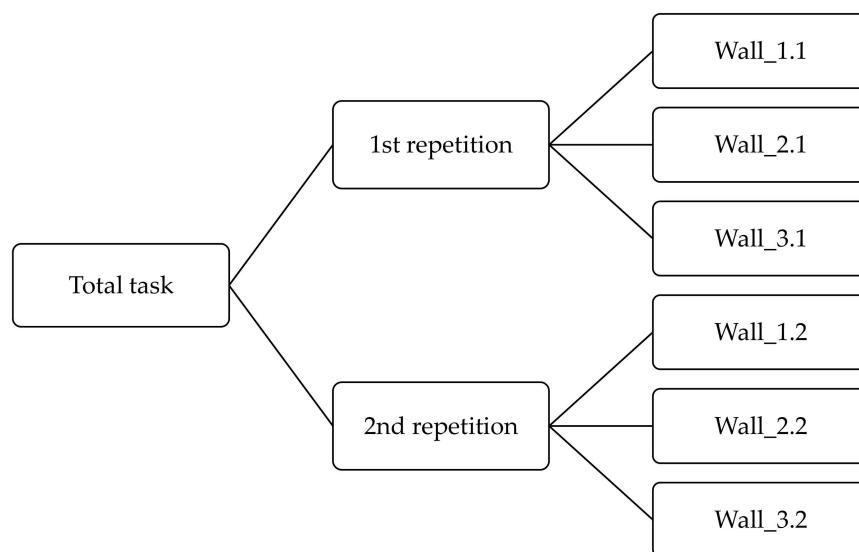 Total task
1st repetition
Wall_1.1
Wall_2.1
Wall_3.1
2nd repetition
Wall_1.2
Wall_2.2
Wall_3.2